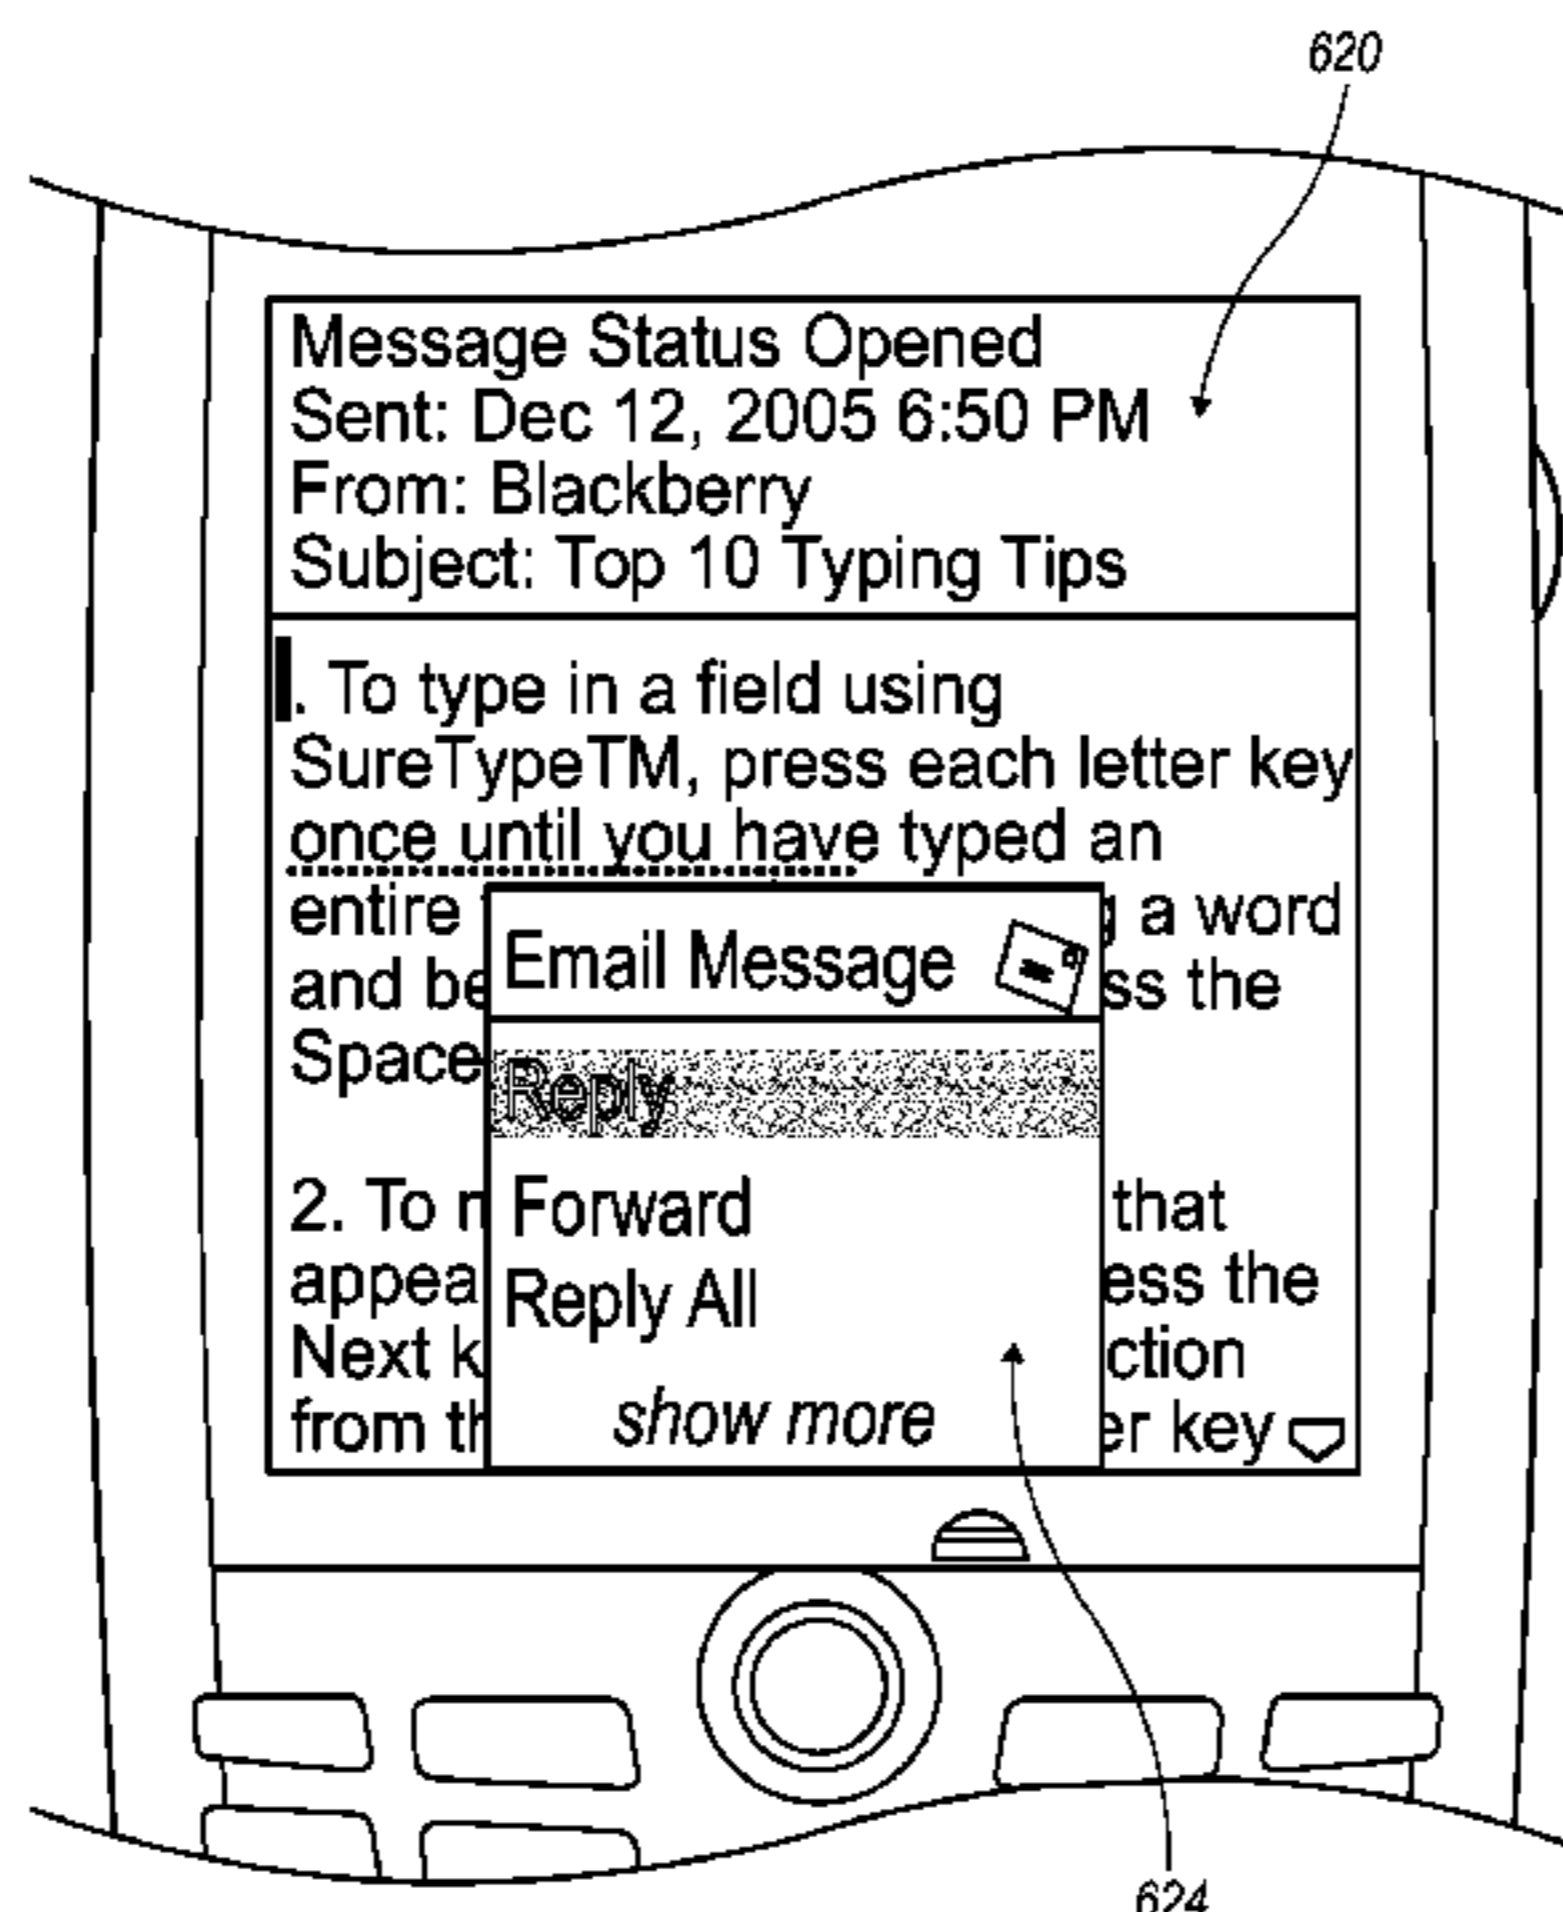 620
Message Status Opened
Sent: Dec 12, 2005 6:50 PM
From: Blackberry
Subject: Top 10 Typing Tips
. To type in a field using
SureTypeTM, press each letter key
once until you have typed an
entire a word
and be ss the
Space
Email Message
Reply
Forward
Reply All
show more
2. To that
appea ess the
Next k ction
from th er key
624